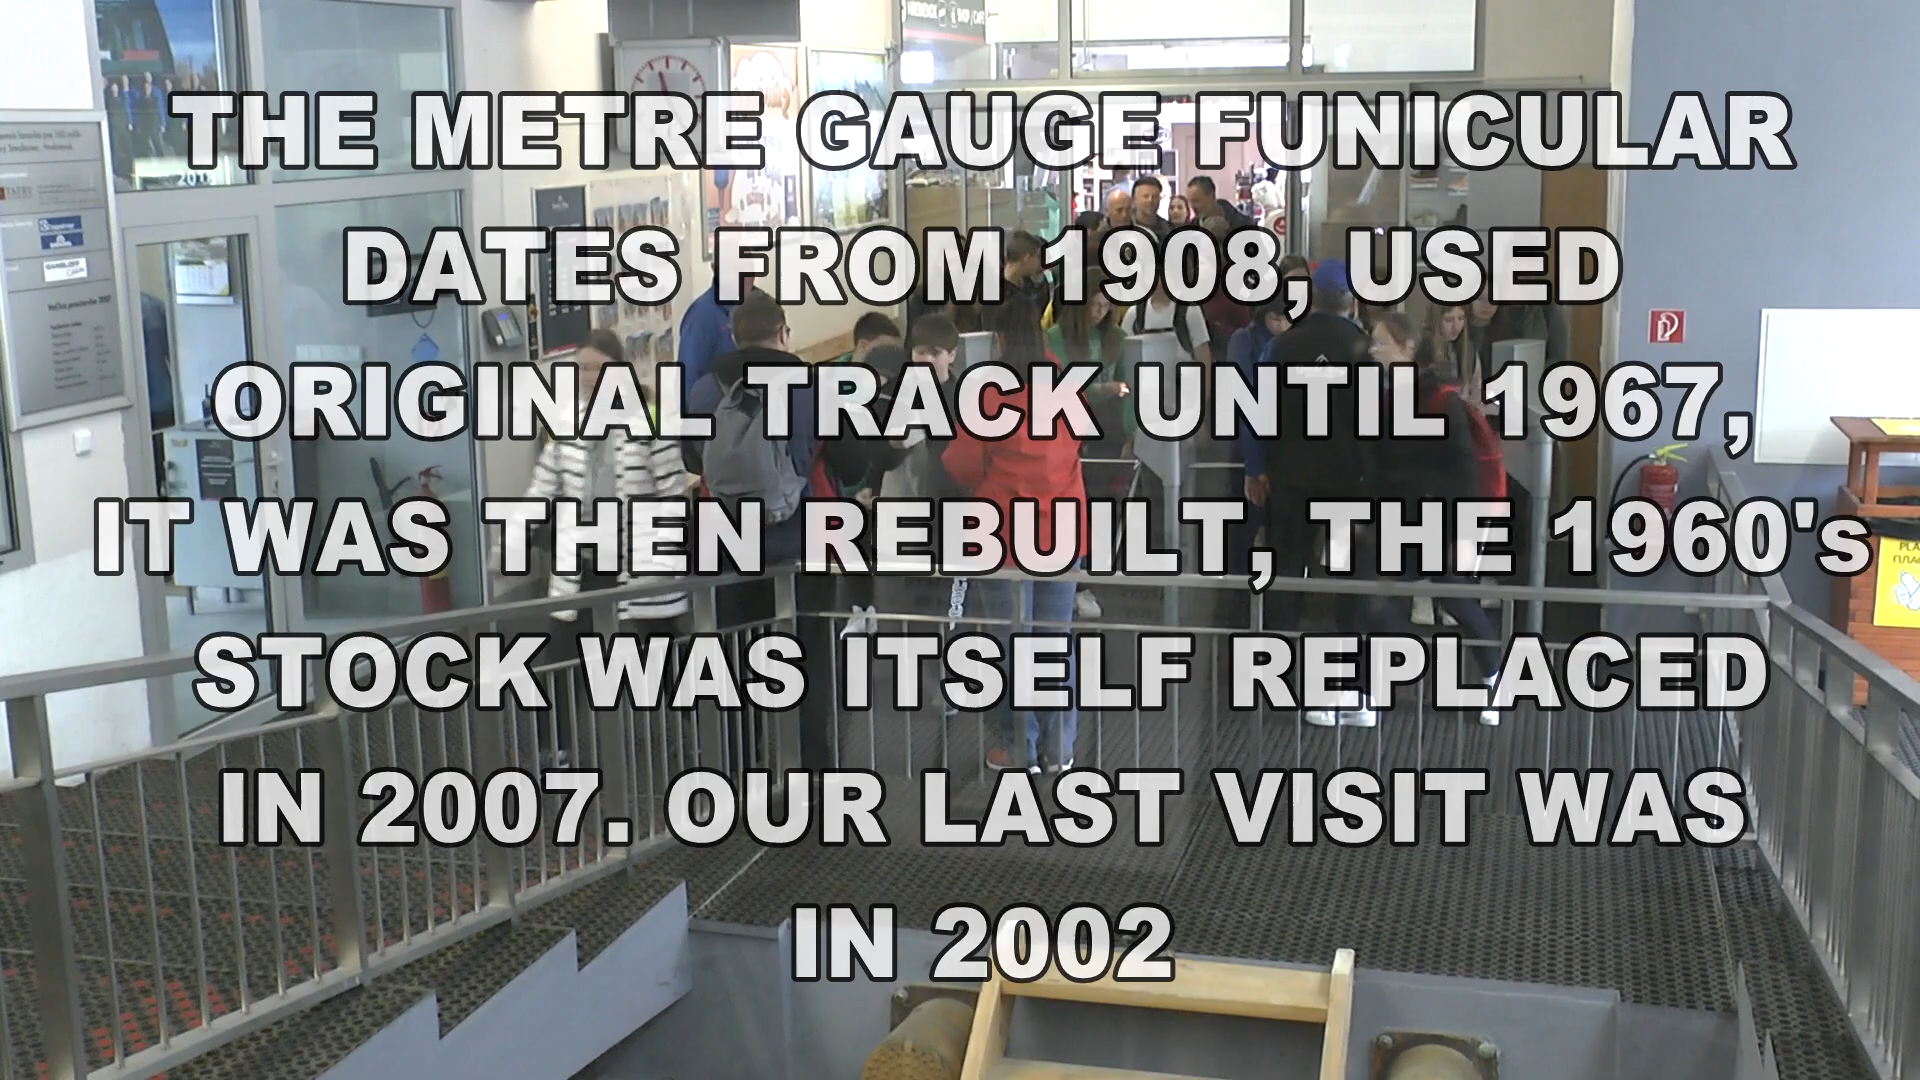 THE METRE GAUGE FUNICULAR
DATES FROM 1908, USED
ORIGINAL TRACK UNTIL 1967,
IT WAS THEN REBUILT, THE 1960's
STOCK WAS ITSELF REPLACED
IN 2007. OUR LAST VISIT WAS
IN 2002